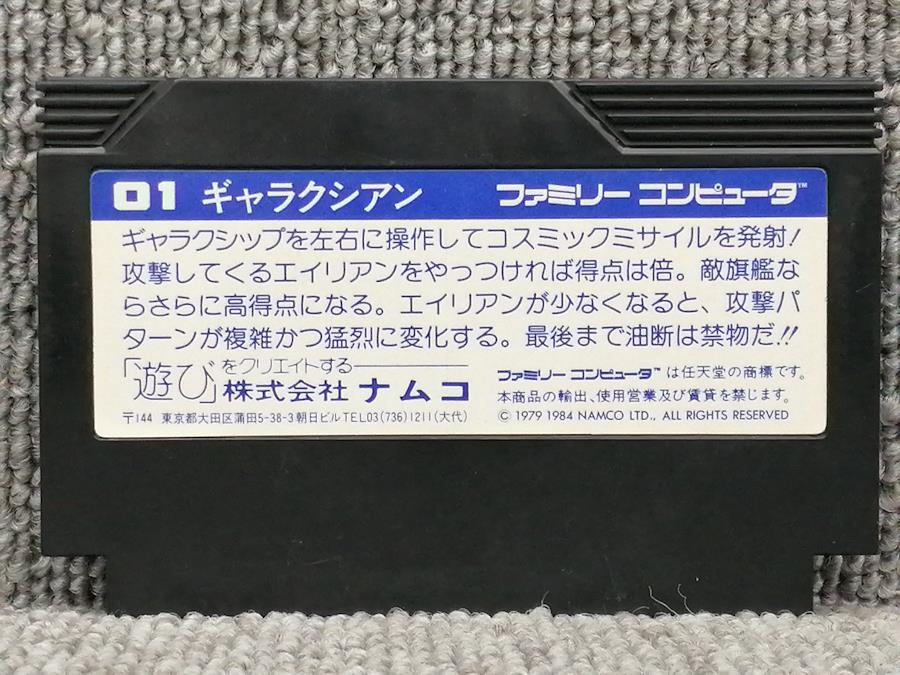 01 ギャラクシアン ファミリー コンピュータ™
ギャラクシップを左右に操作してコスミックミサイルを発射!
攻撃してくるエイリアンをやっつければ得点は倍。敵旗艦な
らさらに高得点になる。エイリアンが少なくなると、攻撃パ
ターンが複雑かつ猛烈に変化する。最後まで油断は禁物だ!!
「遊び」をクリエイトする
株式会社 ナムコ
〒144 東京都大田区蒲田5-38-3朝日ビルTEL03(736)1211(大代)
ファミリー コンピュータ™は任天堂の商標です。
本商品の輸出、使用営業及び賃貸を禁じます。
© 1979 1984 NAMCO LTD., ALL RIGHTS RESERVED